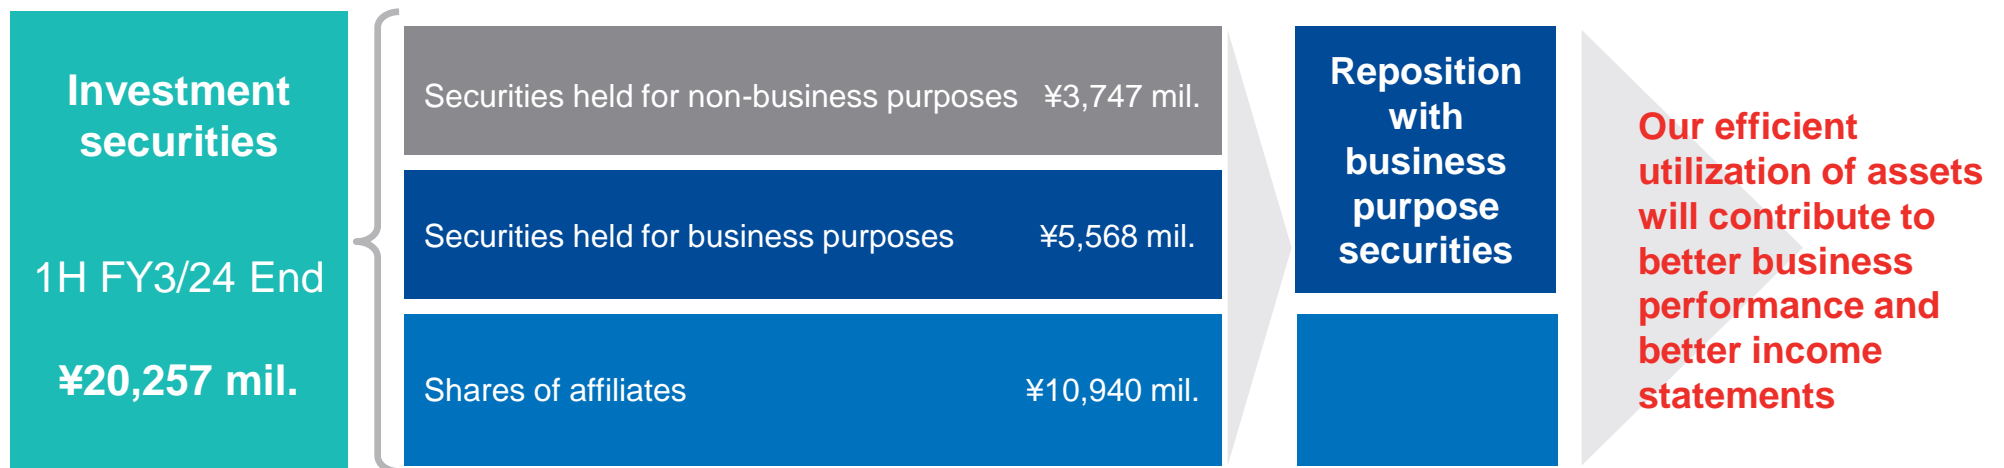 Investment
securities
1H FY3/24 End
¥20,257 mil.
Securities held for non-business purposes ¥3,747 mil.
Securities held for business purposes ¥5,568 mil.
Shares of affiliates ¥10,940 mil.
Reposition
with
business
purpose
securities
Our efficient
utilization of assets
will contribute to
better business
performance and
better income
statements